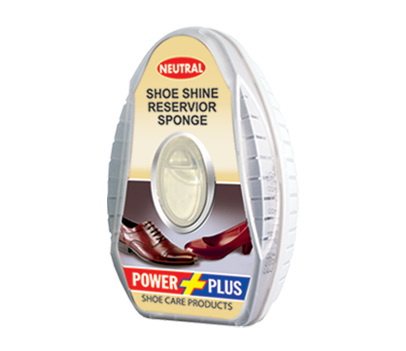 NEUTRAL
SHOE SHINE
RESERVIOR
SPONGE
POWER PLUS
SHOE CARE PRODUCTS